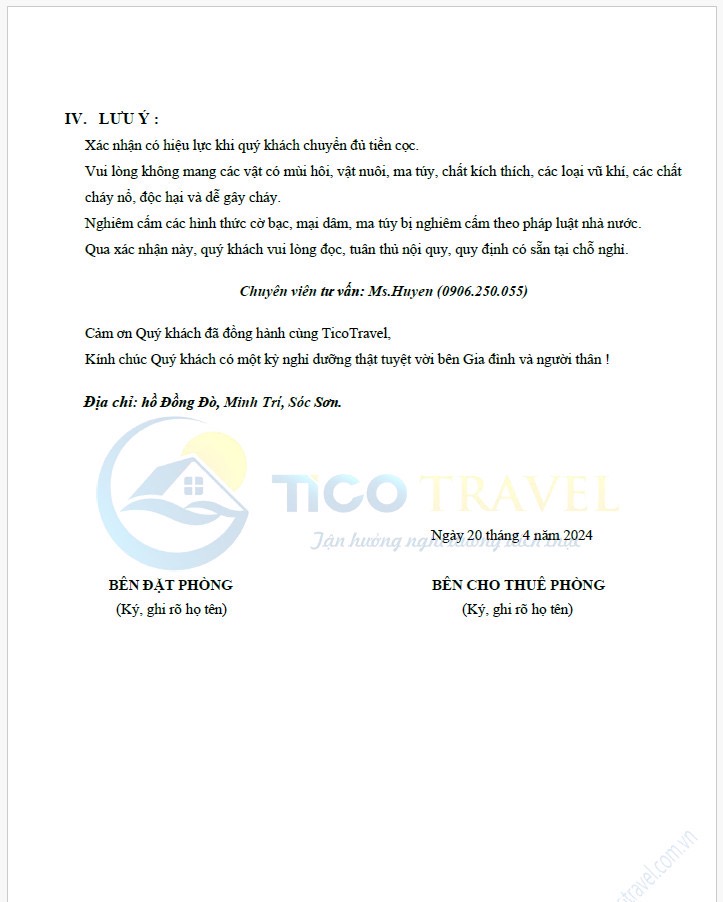 IV. LƯU Ý :
Xác nhận có hiệu lực khi quý khách chuyển đủ tiền cọc.
Vui lòng không mang các vật có mùi hôi, vật nuôi, ma túy, chất kích thích, các loại vũ khí, các chất
cháy nổ, độc hại và dễ gây cháy.
Nghiêm cấm các hình thức cờ bạc, mại dâm, ma túy bị nghiêm cấm theo pháp luật nhà nước.
Qua xác nhận này, quý khách vui lòng đọc, tuân thủ nội quy, quy định có sẵn tại chỗ nghỉ.
Chuyên viên tư vấn: Ms.Huyen (0906.250.055)
Cảm ơn Quý khách đã đồng hành cùng TicoTravel,
Kính chúc Quý khách có một kỳ nghỉ dưỡng thật tuyệt vời bên Gia đình và người thân !
Địa chỉ: hồ Đồng Đò, Minh Trí, Sóc Sơn.
TICO TRAVEL
Tận hưởng nghỉ dưỡng đích thực
Ngày 20 tháng 4 năm 2024
BÊN ĐẶT PHÒNG BÊN CHO THUÊ PHÒNG
(Ký, ghi rõ họ tên) (Ký, ghi rõ họ tên)
travel.com.vn